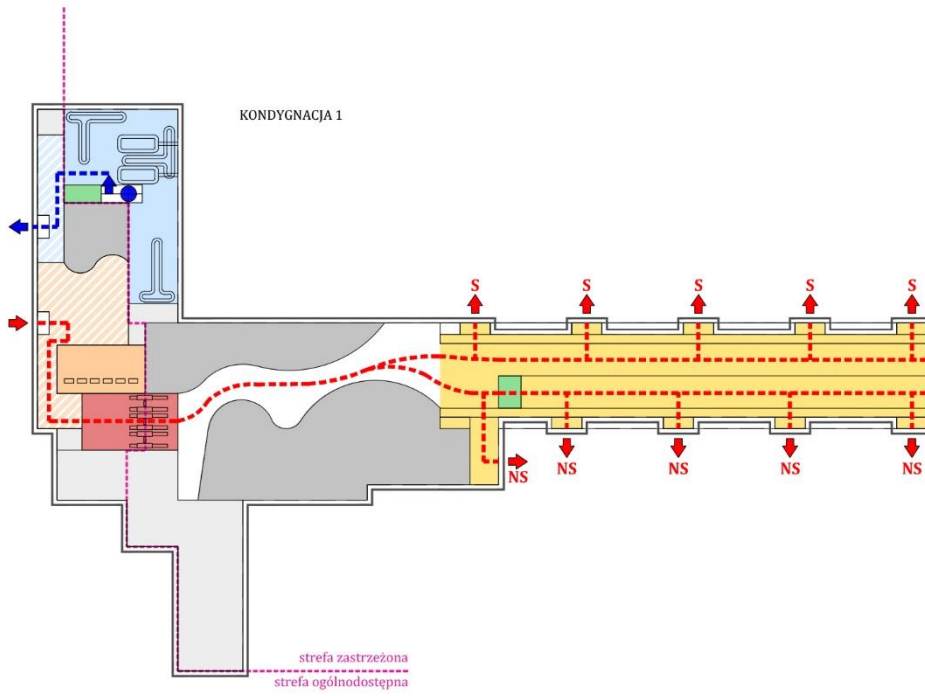 KONDYGNACJA 1
S S S S S
NS NS NS NS NS
strefa zastrzeżona
strefa ogólnodostępna